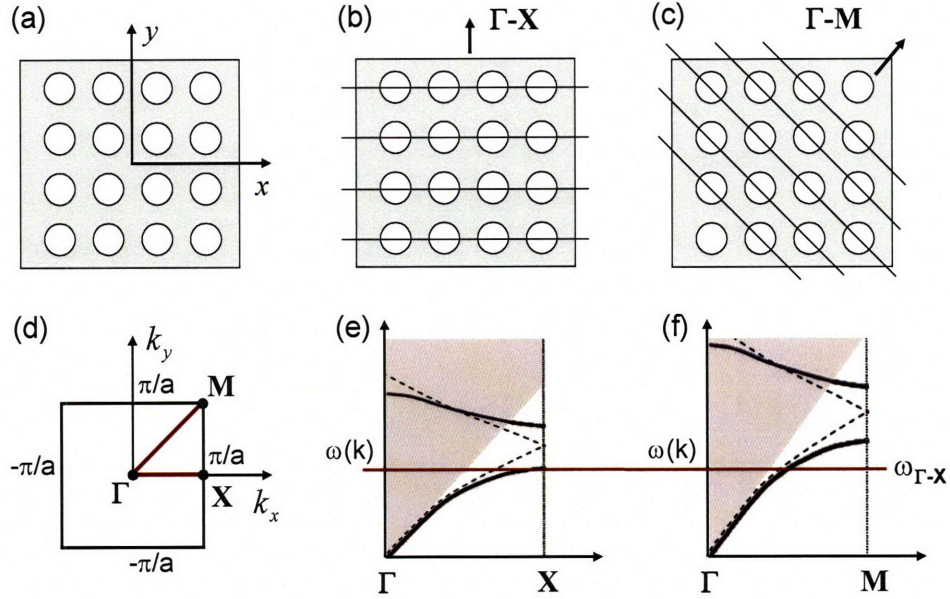 (a)
y
x
(b)
Γ-X
(c)
Γ-M
(d)
k_y
π/a
M
-π/a
π/a
Γ
X
k_x
-π/a
(e)
ω(k)
Γ
X
(f)
ω(k)
ω_Γ-X
Γ
M